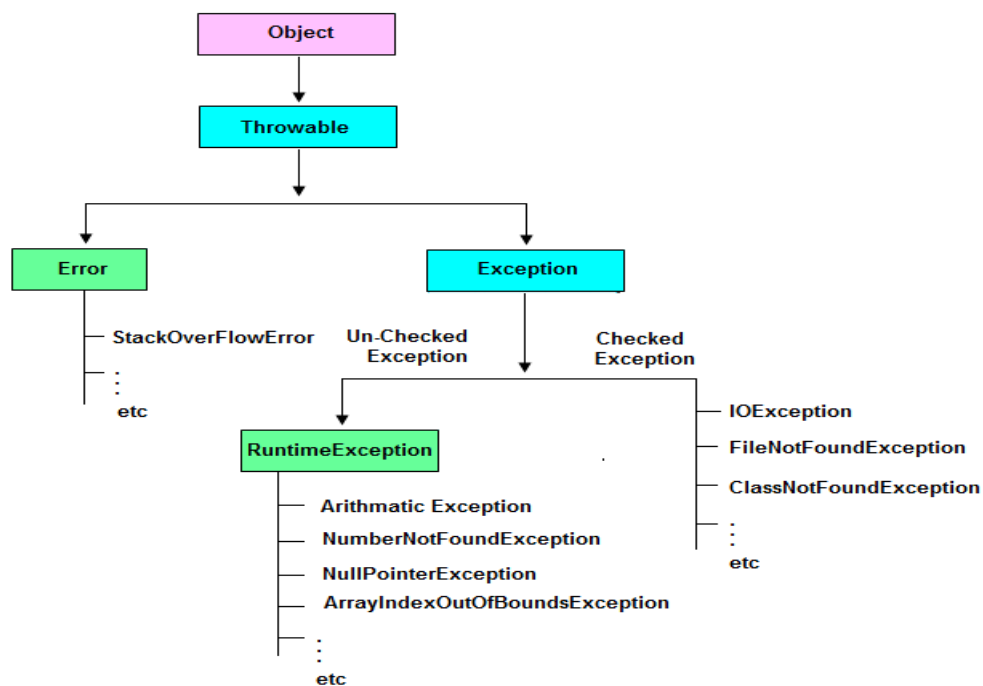 Object
Throwable
Error
Exception
StackOverFlowError
.
.
.
etc
Un-Checked
Exception
Checked
Exception
IOException
FileNotFoundException
ClassNotFoundException
.
.
.
etc
RuntimeException
Arithmatic Exception
NumberNotFoundException
NullPointerException
ArrayIndexOutOfBoundsException
.
.
.
etc